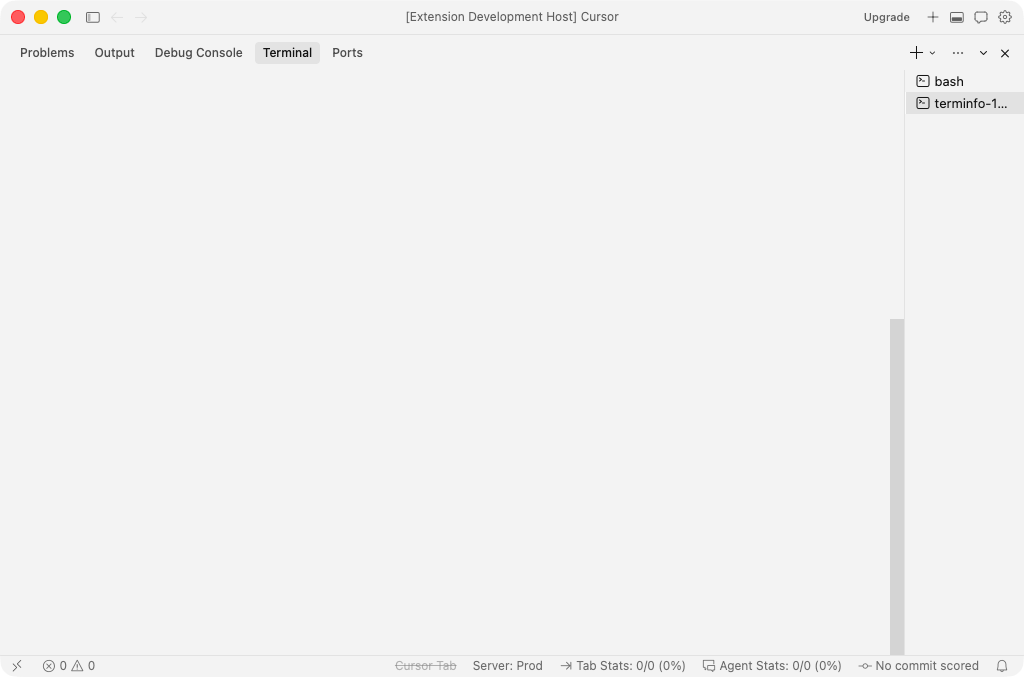 [Extension Development Host] Cursor
Upgrade
Problems Output Debug Console Terminal Ports
bash
terminfo-1...
0 0 Cursor Tab Server: Prod Tab Stats: 0/0 (0%) Agent Stats: 0/0 (0%) No commit scored